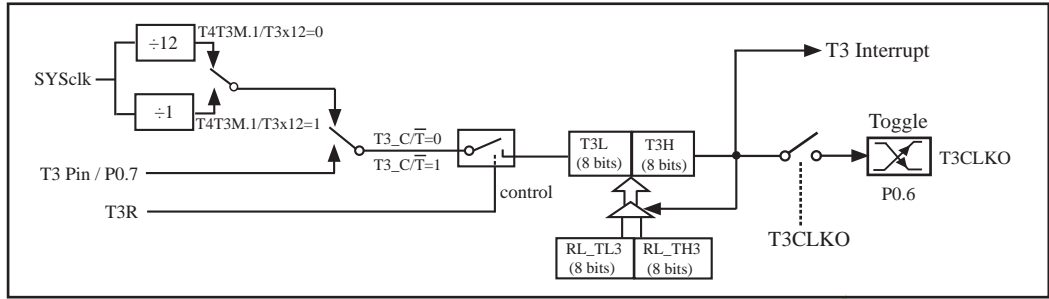 ÷12
T4T3M.1/T3x12=0
SYSclk
÷1
T4T3M.1/T3x12=1
T3 Interrupt
T3_C/T̅=0
T3_C/T̅=1
T3 Pin / P0.7
T3R
control
T3L
(8 bits)
T3H
(8 bits)
Toggle
T3CLKO
P0.6
T3CLKO
RL_TL3
(8 bits)
RL_TH3
(8 bits)